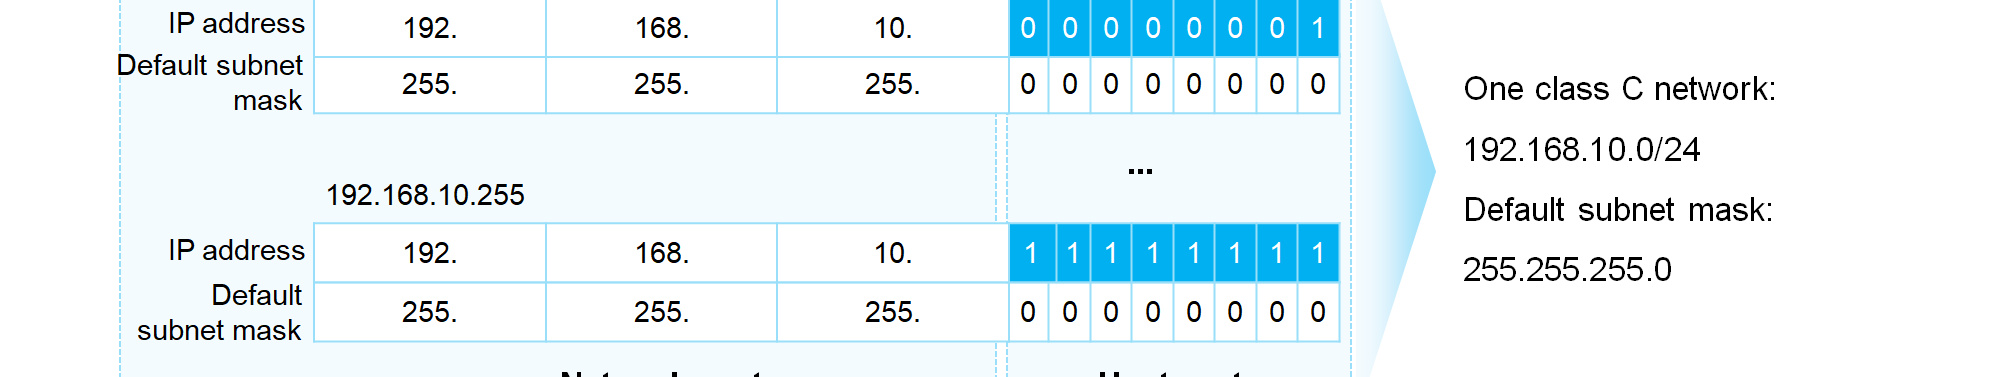 IP address 192. 168. 10. 0 0 0 0 0 0 0 1
Default subnet mask 255. 255. 255. 0 0 0 0 0 0 0 0
...
192.168.10.255
IP address 192. 168. 10. 1 1 1 1 1 1 1 1
Default subnet mask 255. 255. 255. 0 0 0 0 0 0 0 0
One class C network:
192.168.10.0/24
Default subnet mask:
255.255.255.0